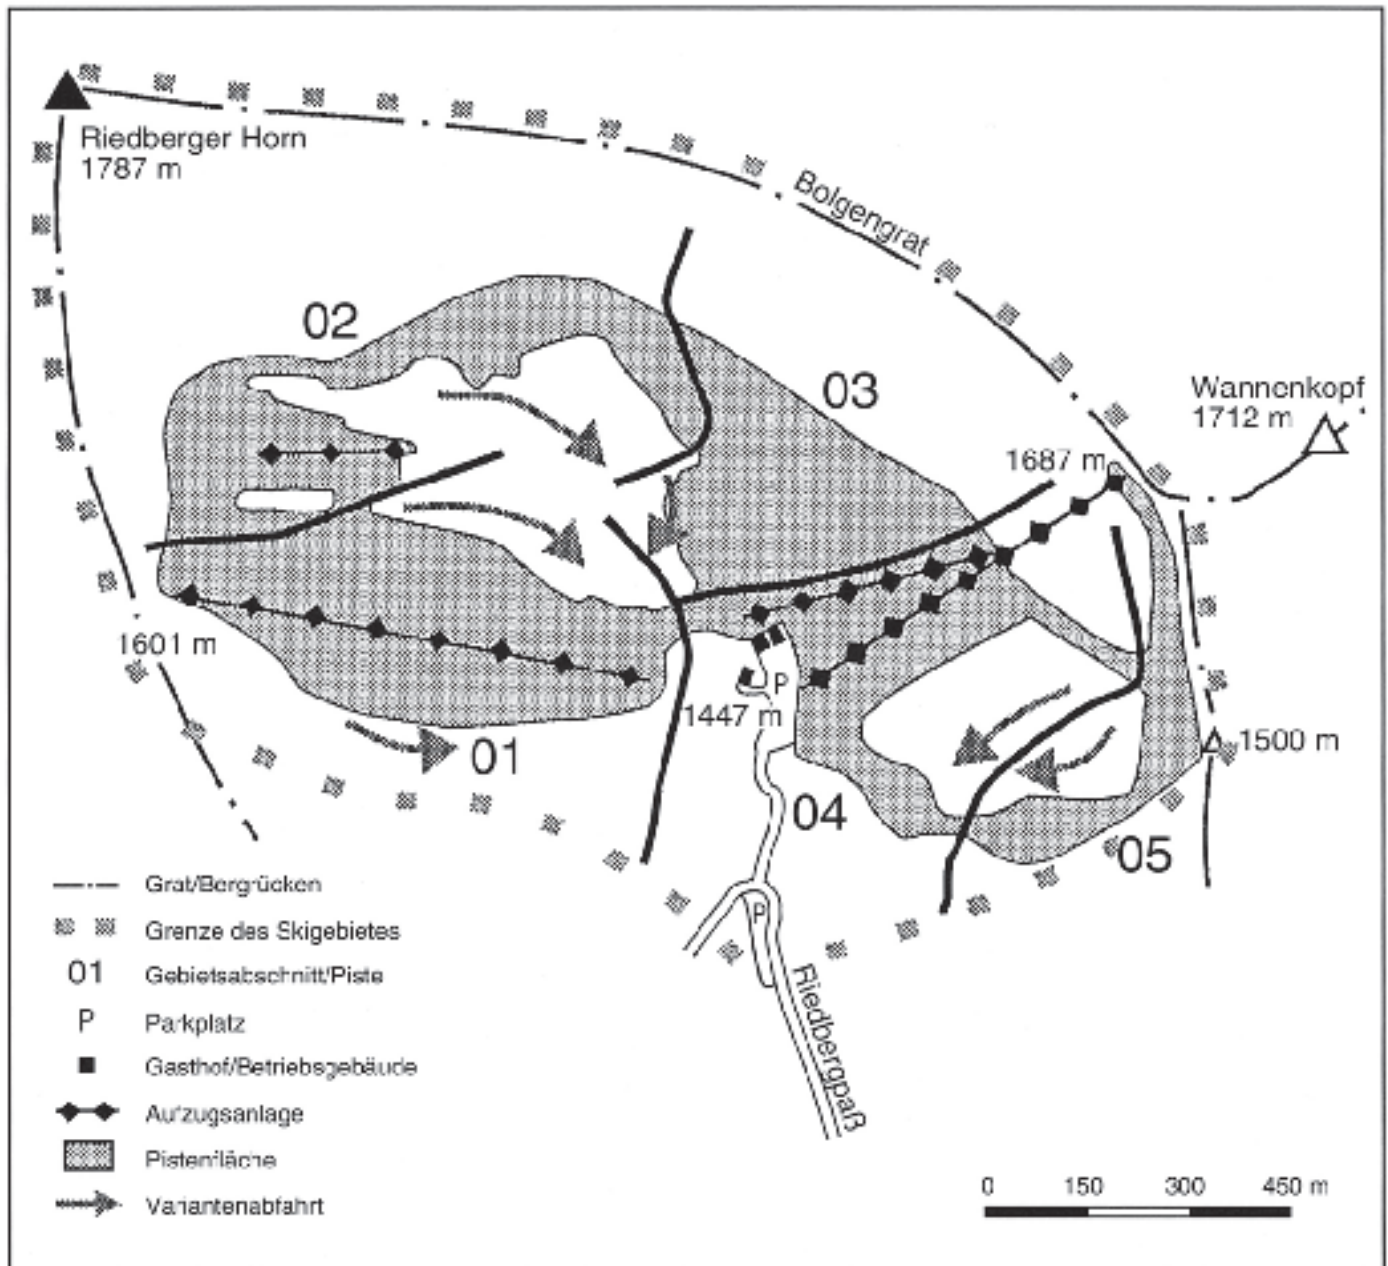 Riedberger Horn
1787 m
Bolgengrat
02
03
Wannenkopf
1712 m
1687 m
1601 m
P
1447 m
01
1500 m
04
05
P
Riedbergpaß
Grat/Bergrücken
Grenze des Skigebietes
01 Gebietsabschnitt/Piste
P Parkplatz
Gasthof/Betriebsgebäude
Aufzugsanlage
Pistenfläche
Variantenabfahrt
0 150 300 450 m